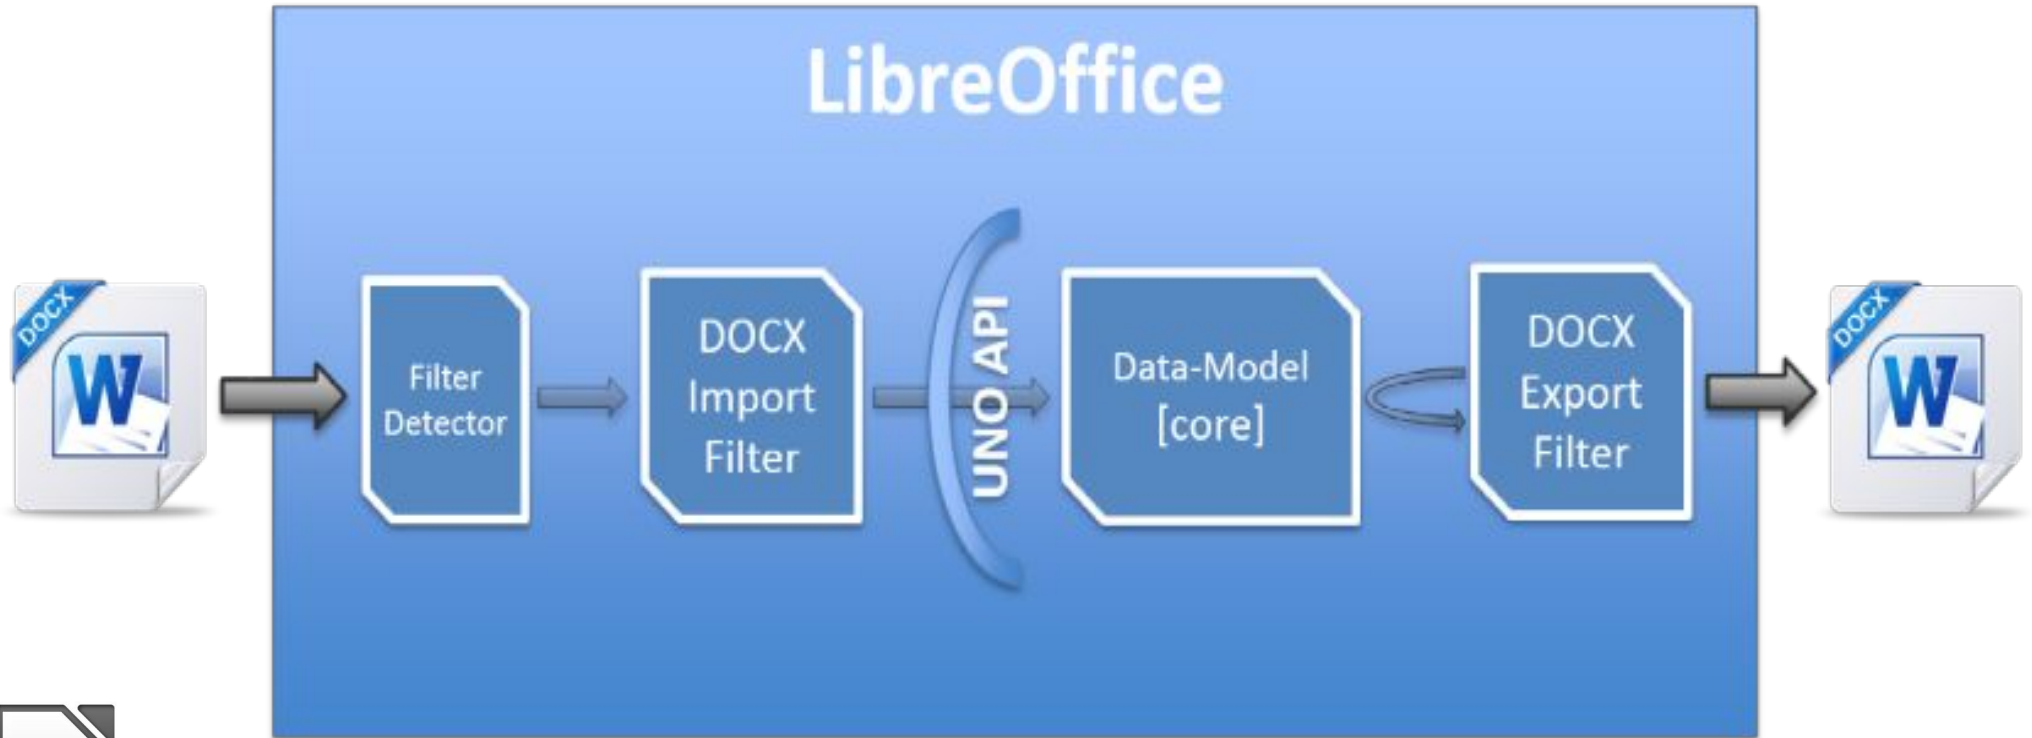 LibreOffice
DOCX
W
Filter
Detector
DOCX
Import
Filter
UNO API
Data-Model
[core]
DOCX
Export
Filter
DOCX
W